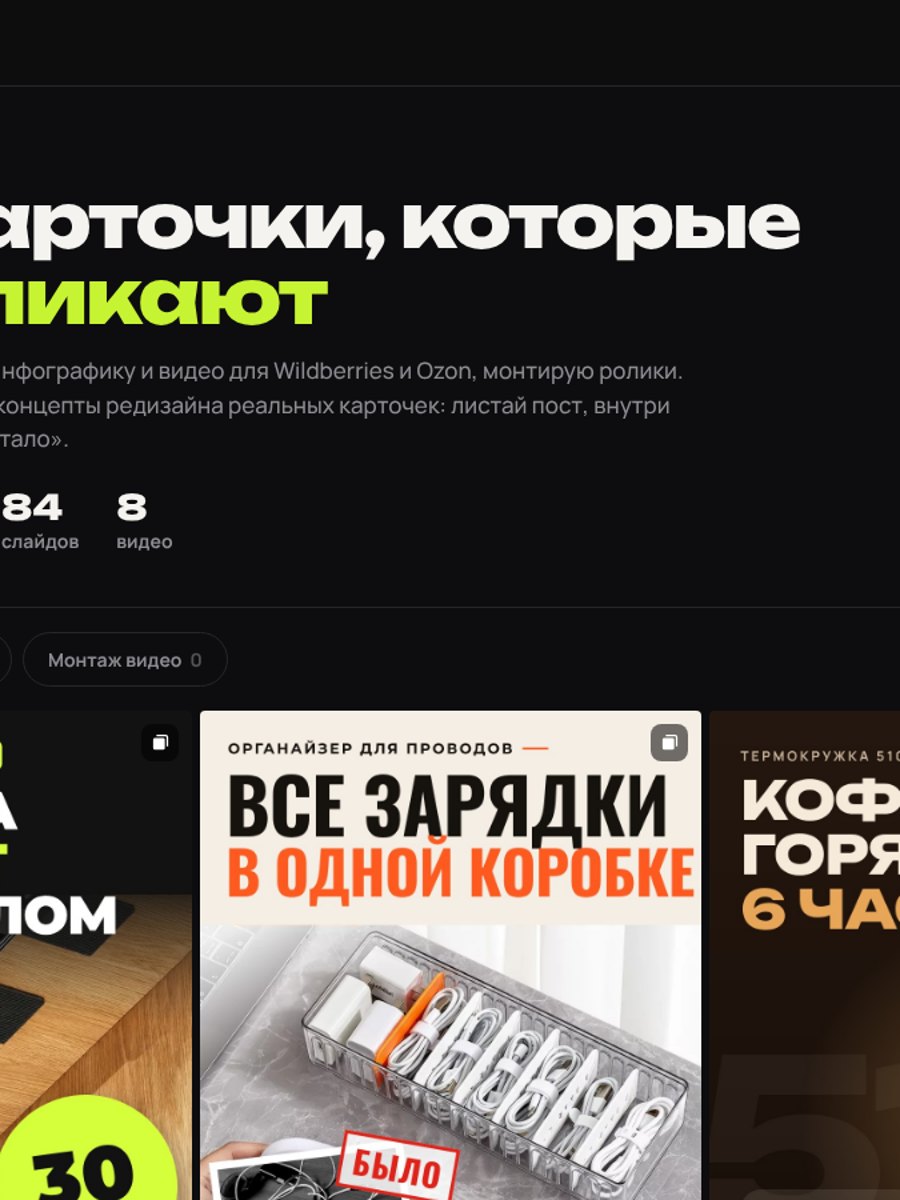 арточки, которые
ликают
нфографику и видео для Wildberries и Ozon, монтирую ролики.
концепты редизайна реальных карточек: листай пост, внутри
тало».
84 8
слайдов видео
Монтаж видео 0
ЛОМ
30
ОРГАНАЙЗЕР ДЛЯ ПРОВОДОВ
ВСЕ ЗАРЯДКИ
В ОДНОЙ КОРОБКЕ
БЫЛО
ТЕРМОКРУЖКА 510
КОФ
ГОРЯ
6 ЧАС